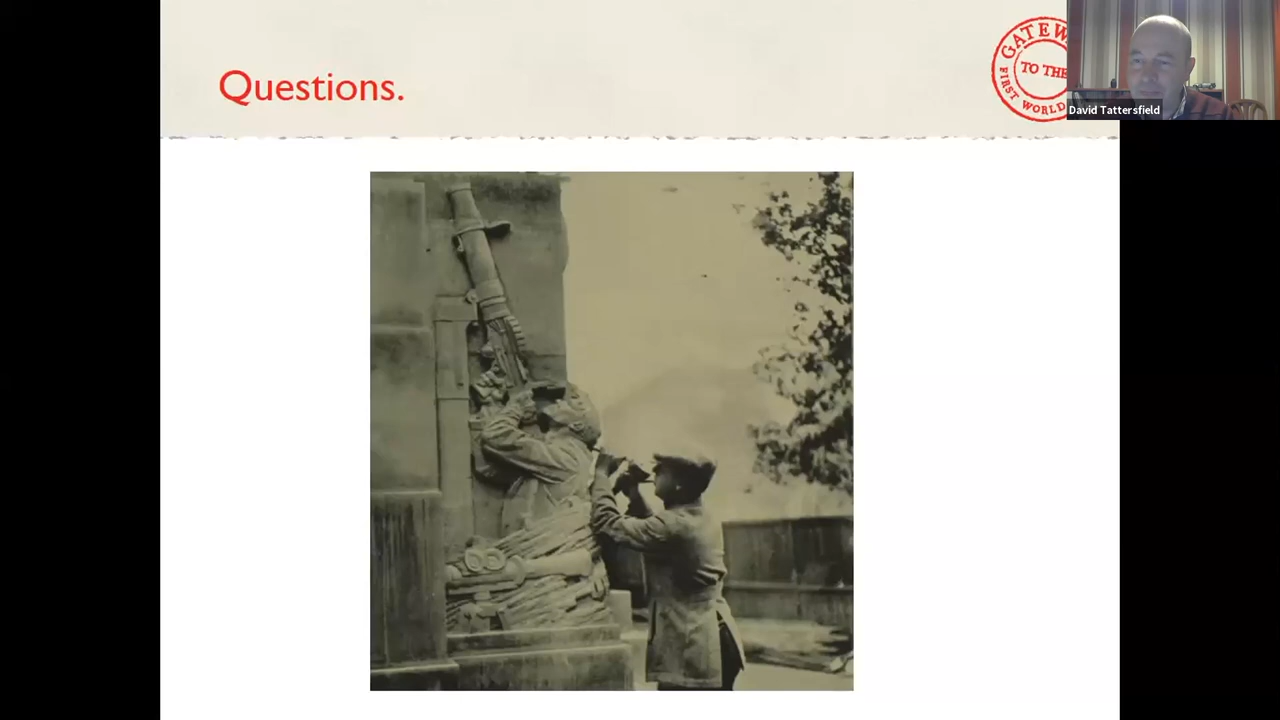 Questions.
GATEW
TO THE
FIRST WORLD
David Tattersfield